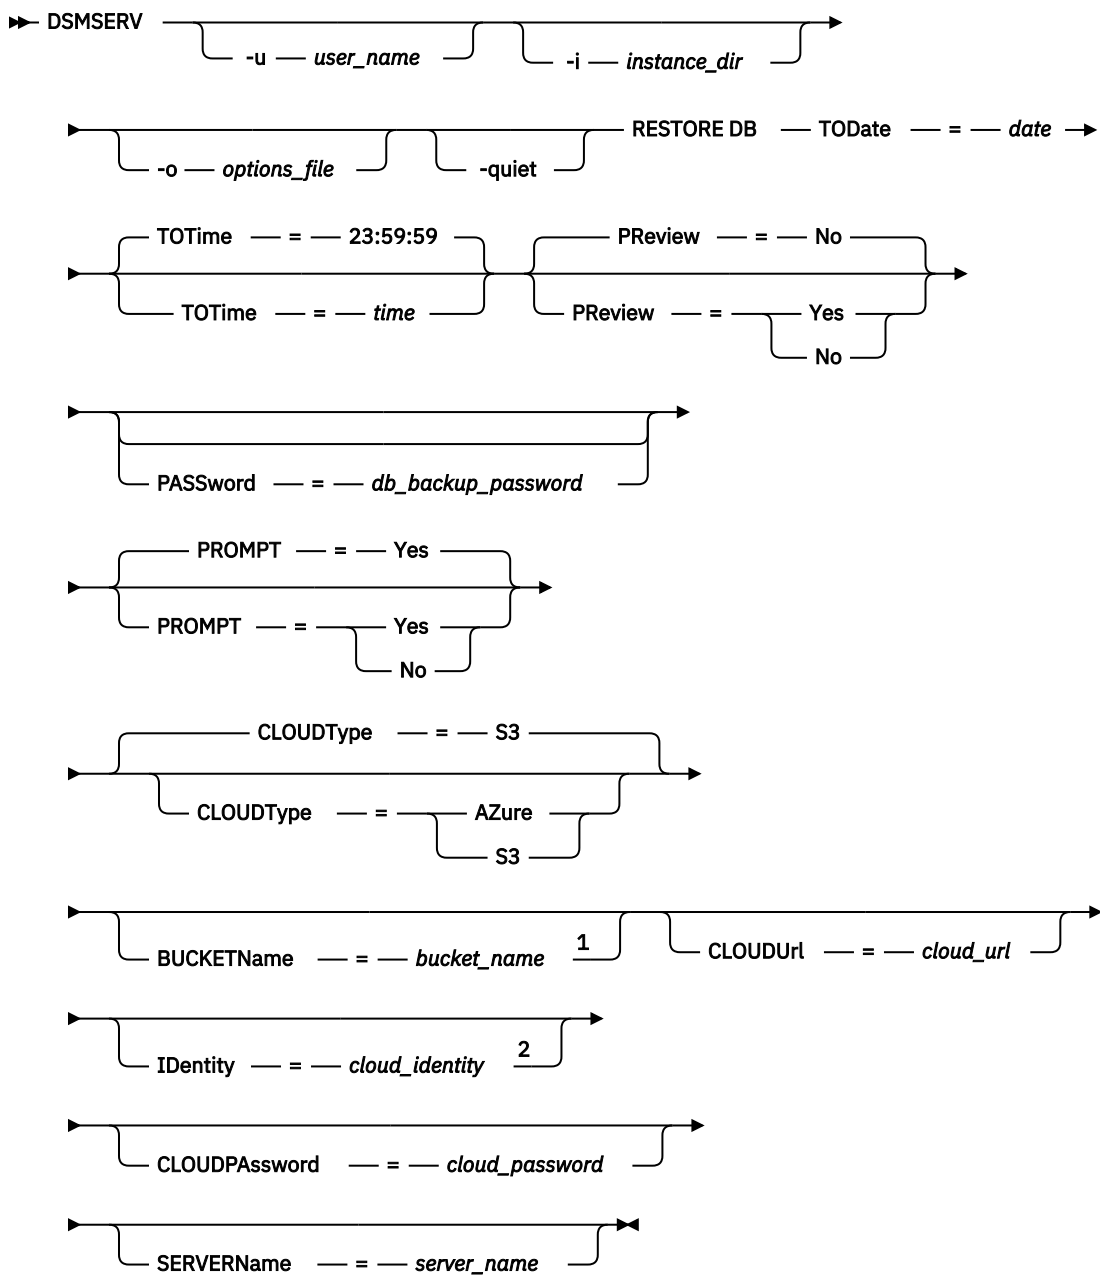 DSMSERV
-u user_name
-i instance_dir
RESTORE DB TODate = date
-o options_file
-quiet
TOTime = 23:59:59
PReview = No
TOTime = time
PReview = Yes
No
PASSword = db_backup_password
PROMPT = Yes
PROMPT = Yes
No
CLOUDType = S3
CLOUDType = AZure
S3
BUCKETName = bucket_name 1
CLOUDUrl = cloud_url
IDentity = cloud_identity 2
CLOUDPAssword = cloud_password
SERVERName = server_name